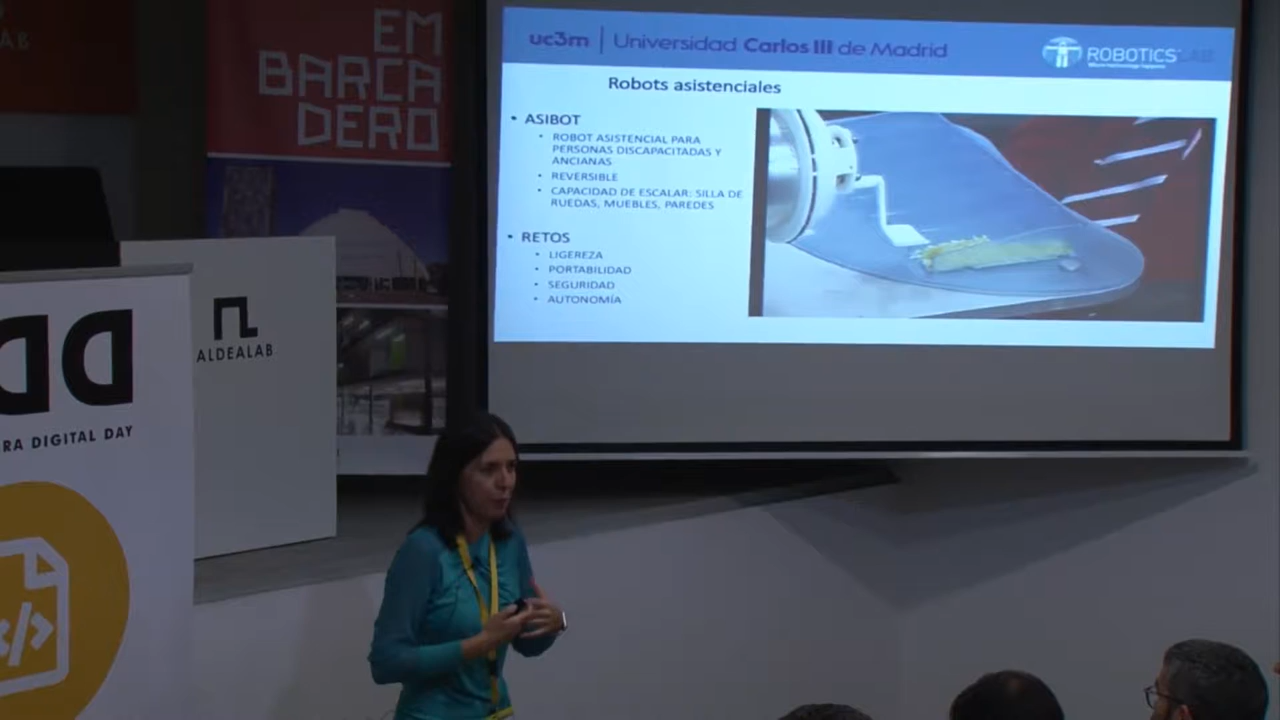 EM
BARCA
DERO
uc3m | Universidad Carlos III de Madrid
ROBOTICS LAB
Robots asistenciales
• ASIBOT
• ROBOT ASISTENCIAL PARA
PERSONAS DISCAPACITADAS Y
ANCIANAS
• REVERSIBLE
• CAPACIDAD DE ESCALAR: SILLA DE
RUEDAS, MUEBLES, PAREDES
• RETOS
• LIGEREZA
• PORTABILIDAD
• SEGURIDAD
• AUTONOMÍA
ALDEALAB
RA DIGITAL DAY